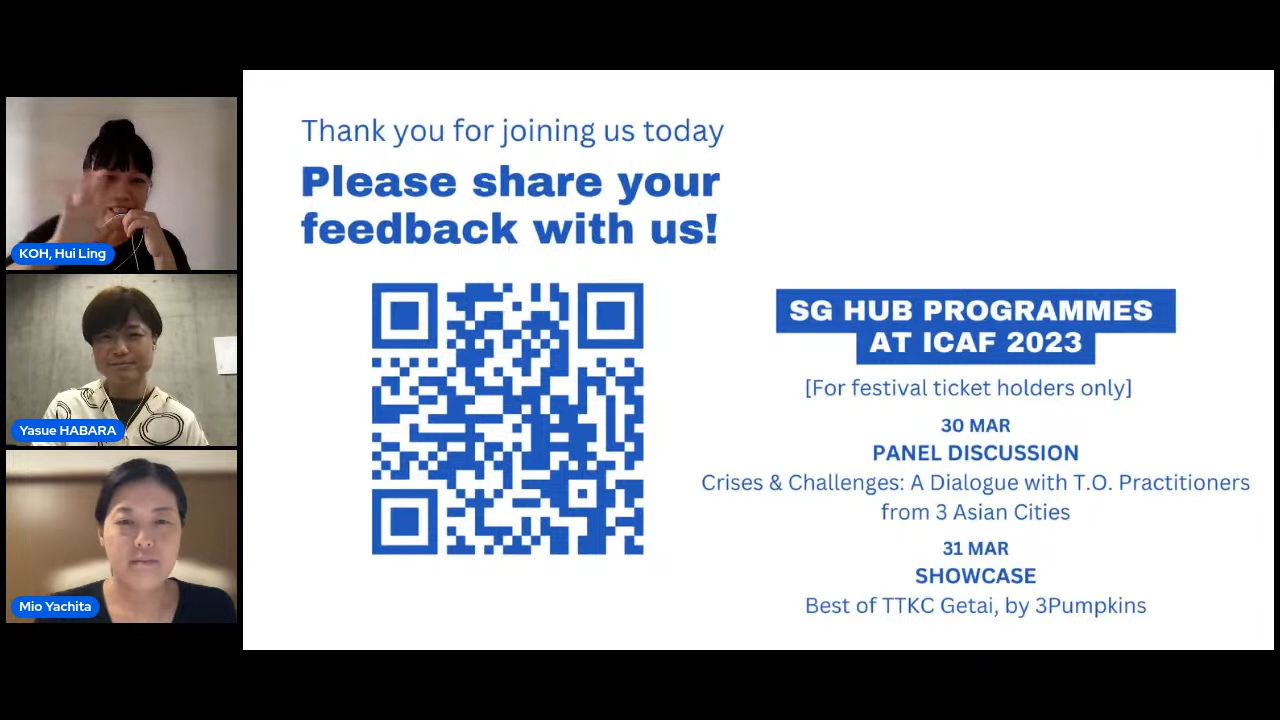 KOH, Hui Ling
Yasue HABARA
Mio Yachita
Thank you for joining us today
Please share your
feedback with us!
SG HUB PROGRAMMES
AT ICAF 2023
[For festival ticket holders only]
30 MAR
PANEL DISCUSSION
Crises & Challenges: A Dialogue with T.O. Practitioners
from 3 Asian Cities
31 MAR
SHOWCASE
Best of TTKC Getai, by 3Pumpkins